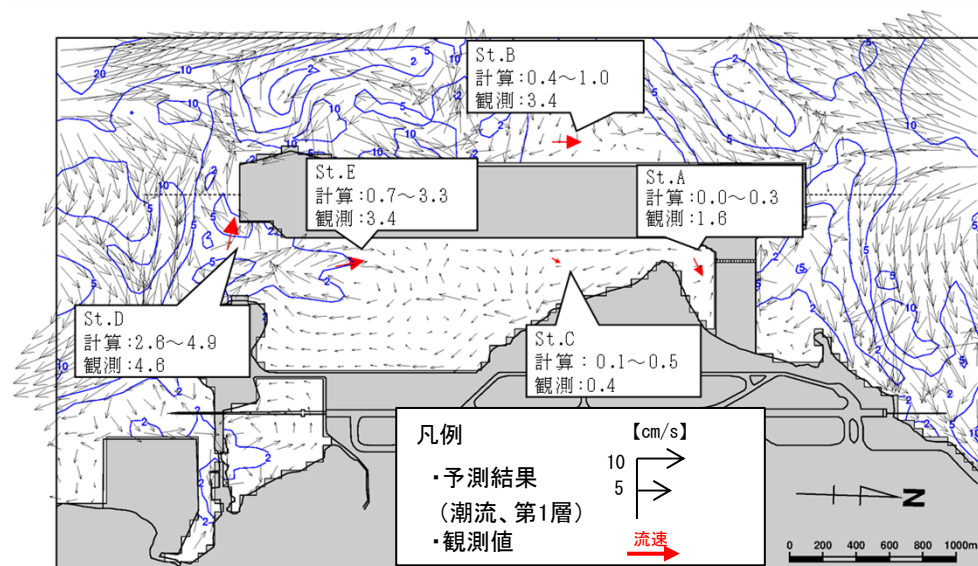 St.B
計算:0.4～1.0
観測:3.4
St.E
計算:0.7～3.3
観測:3.4
St.A
計算:0.0～0.3
観測:1.6
St.D
計算:2.6～4.9
観測:4.6
St.C
計算:0.1～0.5
観測:0.4
凡例
【cm/s】
・予測結果
(潮流、第1層)
・観測値
10
5
流速
N
0 200 400 600 800 1000m